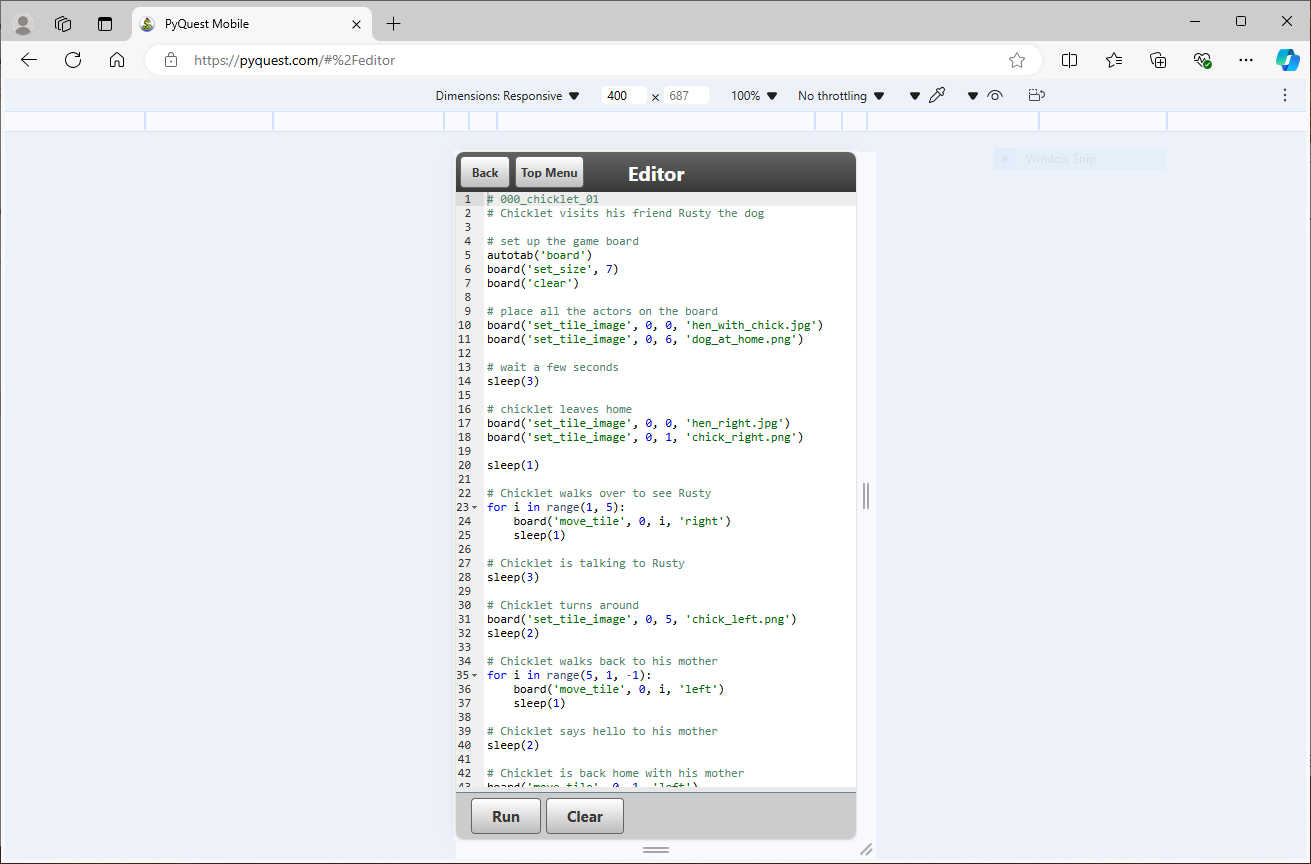 PyQuest Mobile
https://pyquest.com/#%2Feditor
Dimensions: Responsive 400 × 687 100% No throttling
Window Snip
Back Top Menu Editor
1 # 000_chicklet_01
2 # Chicklet visits his friend Rusty the dog
3
4 # set up the game board
5 autotab('board')
6 board('set_size', 7)
7 board('clear')
8
9 # place all the actors on the board
10 board('set_tile_image', 0, 0, 'hen_with_chick.jpg')
11 board('set_tile_image', 0, 6, 'dog_at_home.png')
12
13 # wait a few seconds
14 sleep(3)
15
16 # chicklet leaves home
17 board('set_tile_image', 0, 0, 'hen_right.jpg')
18 board('set_tile_image', 0, 1, 'chick_right.png')
19
20 sleep(1)
21
22 # Chicklet walks over to see Rusty
23 for i in range(1, 5):
24     board('move_tile', 0, i, 'right')
25     sleep(1)
26
27 # Chicklet is talking to Rusty
28 sleep(3)
29
30 # Chicklet turns around
31 board('set_tile_image', 0, 5, 'chick_left.png')
32 sleep(2)
33
34 # Chicklet walks back to his mother
35 for i in range(5, 1, -1):
36     board('move_tile', 0, i, 'left')
37     sleep(1)
38
39 # Chicklet says hello to his mother
40 sleep(2)
41
42 # Chicklet is back home with his mother
43 board('move_tile', 0, 1, 'left')
Run Clear